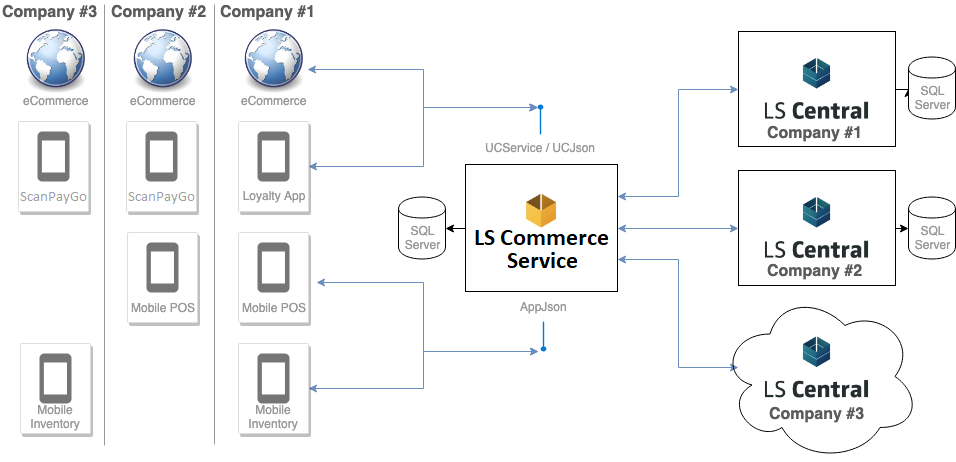 Company #3
Company #2
Company #1
eCommerce
eCommerce
eCommerce
ScanPayGo
ScanPayGo
Loyalty App
Mobile POS
Mobile POS
Mobile
Inventory
Mobile
Inventory
UCService / UCJson
SQL
Server
LS Commerce
Service
AppJson
LS Central
Company #1
SQL
Server
LS Central
Company #2
SQL
Server
LS Central
Company #3